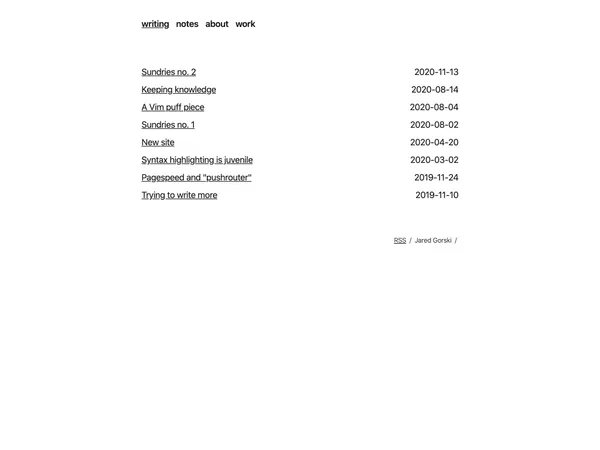 writing notes about work
Sundries no. 2 2020-11-13
Keeping knowledge 2020-08-14
A Vim puff piece 2020-08-04
Sundries no. 1 2020-08-02
New site 2020-04-20
Syntax highlighting is juvenile 2020-03-02
Pagespeed and "pushrouter" 2019-11-24
Trying to write more 2019-11-10
RSS / Jared Gorski /